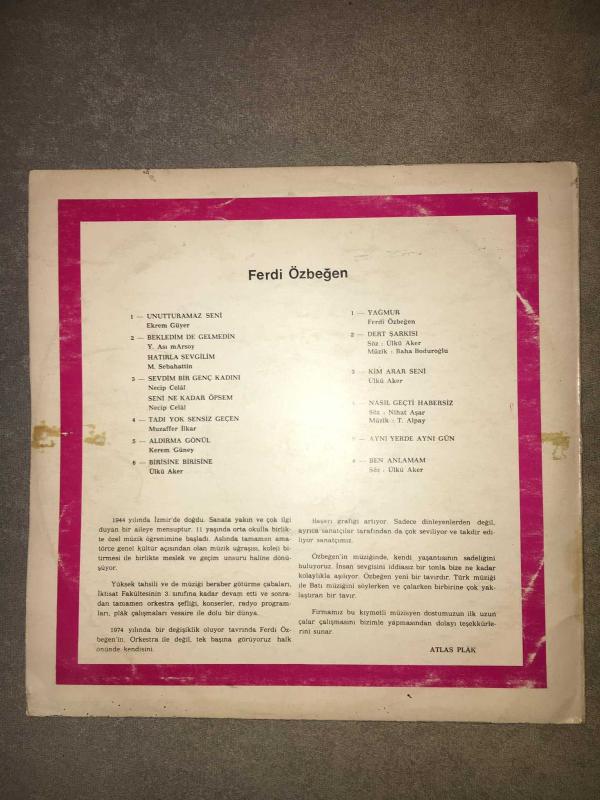 Ferdi Özbeğen
1 — UNUTTURAMAZ SENİ
Ekrem Güyer
2 — BEKLEDİM DE GELMEDİN
Y. Ası mArsoy
HATIRLA SEVGİLİM
M. Sebahattin
3 — SEVDİM BİR GENÇ KADINI
Necip Celâl
SENİ NE KADAR ÖPSEM
Necip Celâl
4 — TADI YOK SENSİZ GEÇEN
Muzaffer İlkar
5 — ALDIRMA GÖNÜL
Kerem Güney
6 — BİRİSİNE BİRİSİNE
Ülkü Aker
1 — YAĞMUR
Ferdi Özbeğen
2 — DERT ŞARKISI
Söz : Ülkü Aker
Müzik : Baha Boduroğlu
3 — KİM ARAR SENİ
Ülkü Aker
— NASIL GEÇTİ HABERSİZ
Söz : Nihat Aşar
Müzik : T. Alpay
— AYNI YERDE AYNI GÜN
— BEN ANLAMAM
Söz : Ülkü Aker
1944 yılında İzmir'de doğdu. Sanata yakın ve çok ilgi
duyan bir aileye mensuptur. 11 yaşında orta okulla birlik-
te özel müzik öğrenimine başladı. Aslında tamamen ama-
törce genel kültür açısından olan müzik uğraşısı, koleji bi-
tirmesi ile birlikte meslek ve geçim unsuru haline dönü-
şüyor.
Yüksek tahsili ve de müziği beraber götürme çabaları,
İktisat Fakültesinin 3. sınıfına kadar devam etti ve sonra-
dan tamamen orkestra şefliği, konserler, radyo program-
ları, plâk çalışmaları vesaire ile dolu bir dünya.
1974 yılında bir değişiklik oluyor tavrında Ferdi Öz-
beğen'in. Orkestra ile değil, tek başına görüyoruz halk
önünde kendisini.
Başarı grafiği artıyor. Sadece dinleyenlerden değil,
ayrıca sanatçılar tarafından da çok seviliyor ve takdir edi-
liyor sanatçımız.
Özbeğen'in müziğinde, kendi yaşantısının sadeliğini
buluyoruz. İnsan sevgisini iddiasız bir tonla bize ne kadar
kolaylıkla aşılıyor. Özbeğen yeni bir tavırdır. Türk müziği
ile Batı müziğini söylerken ve çalarken birbirine çok yak-
laştıran bir tavır.
Firmamız bu kıymetli müzisyen dostumuzun ilk uzun
çalar çalışmasını bizimle yapmasından dolayı teşekkürle-
rini sunar.
ATLAS PLÂK